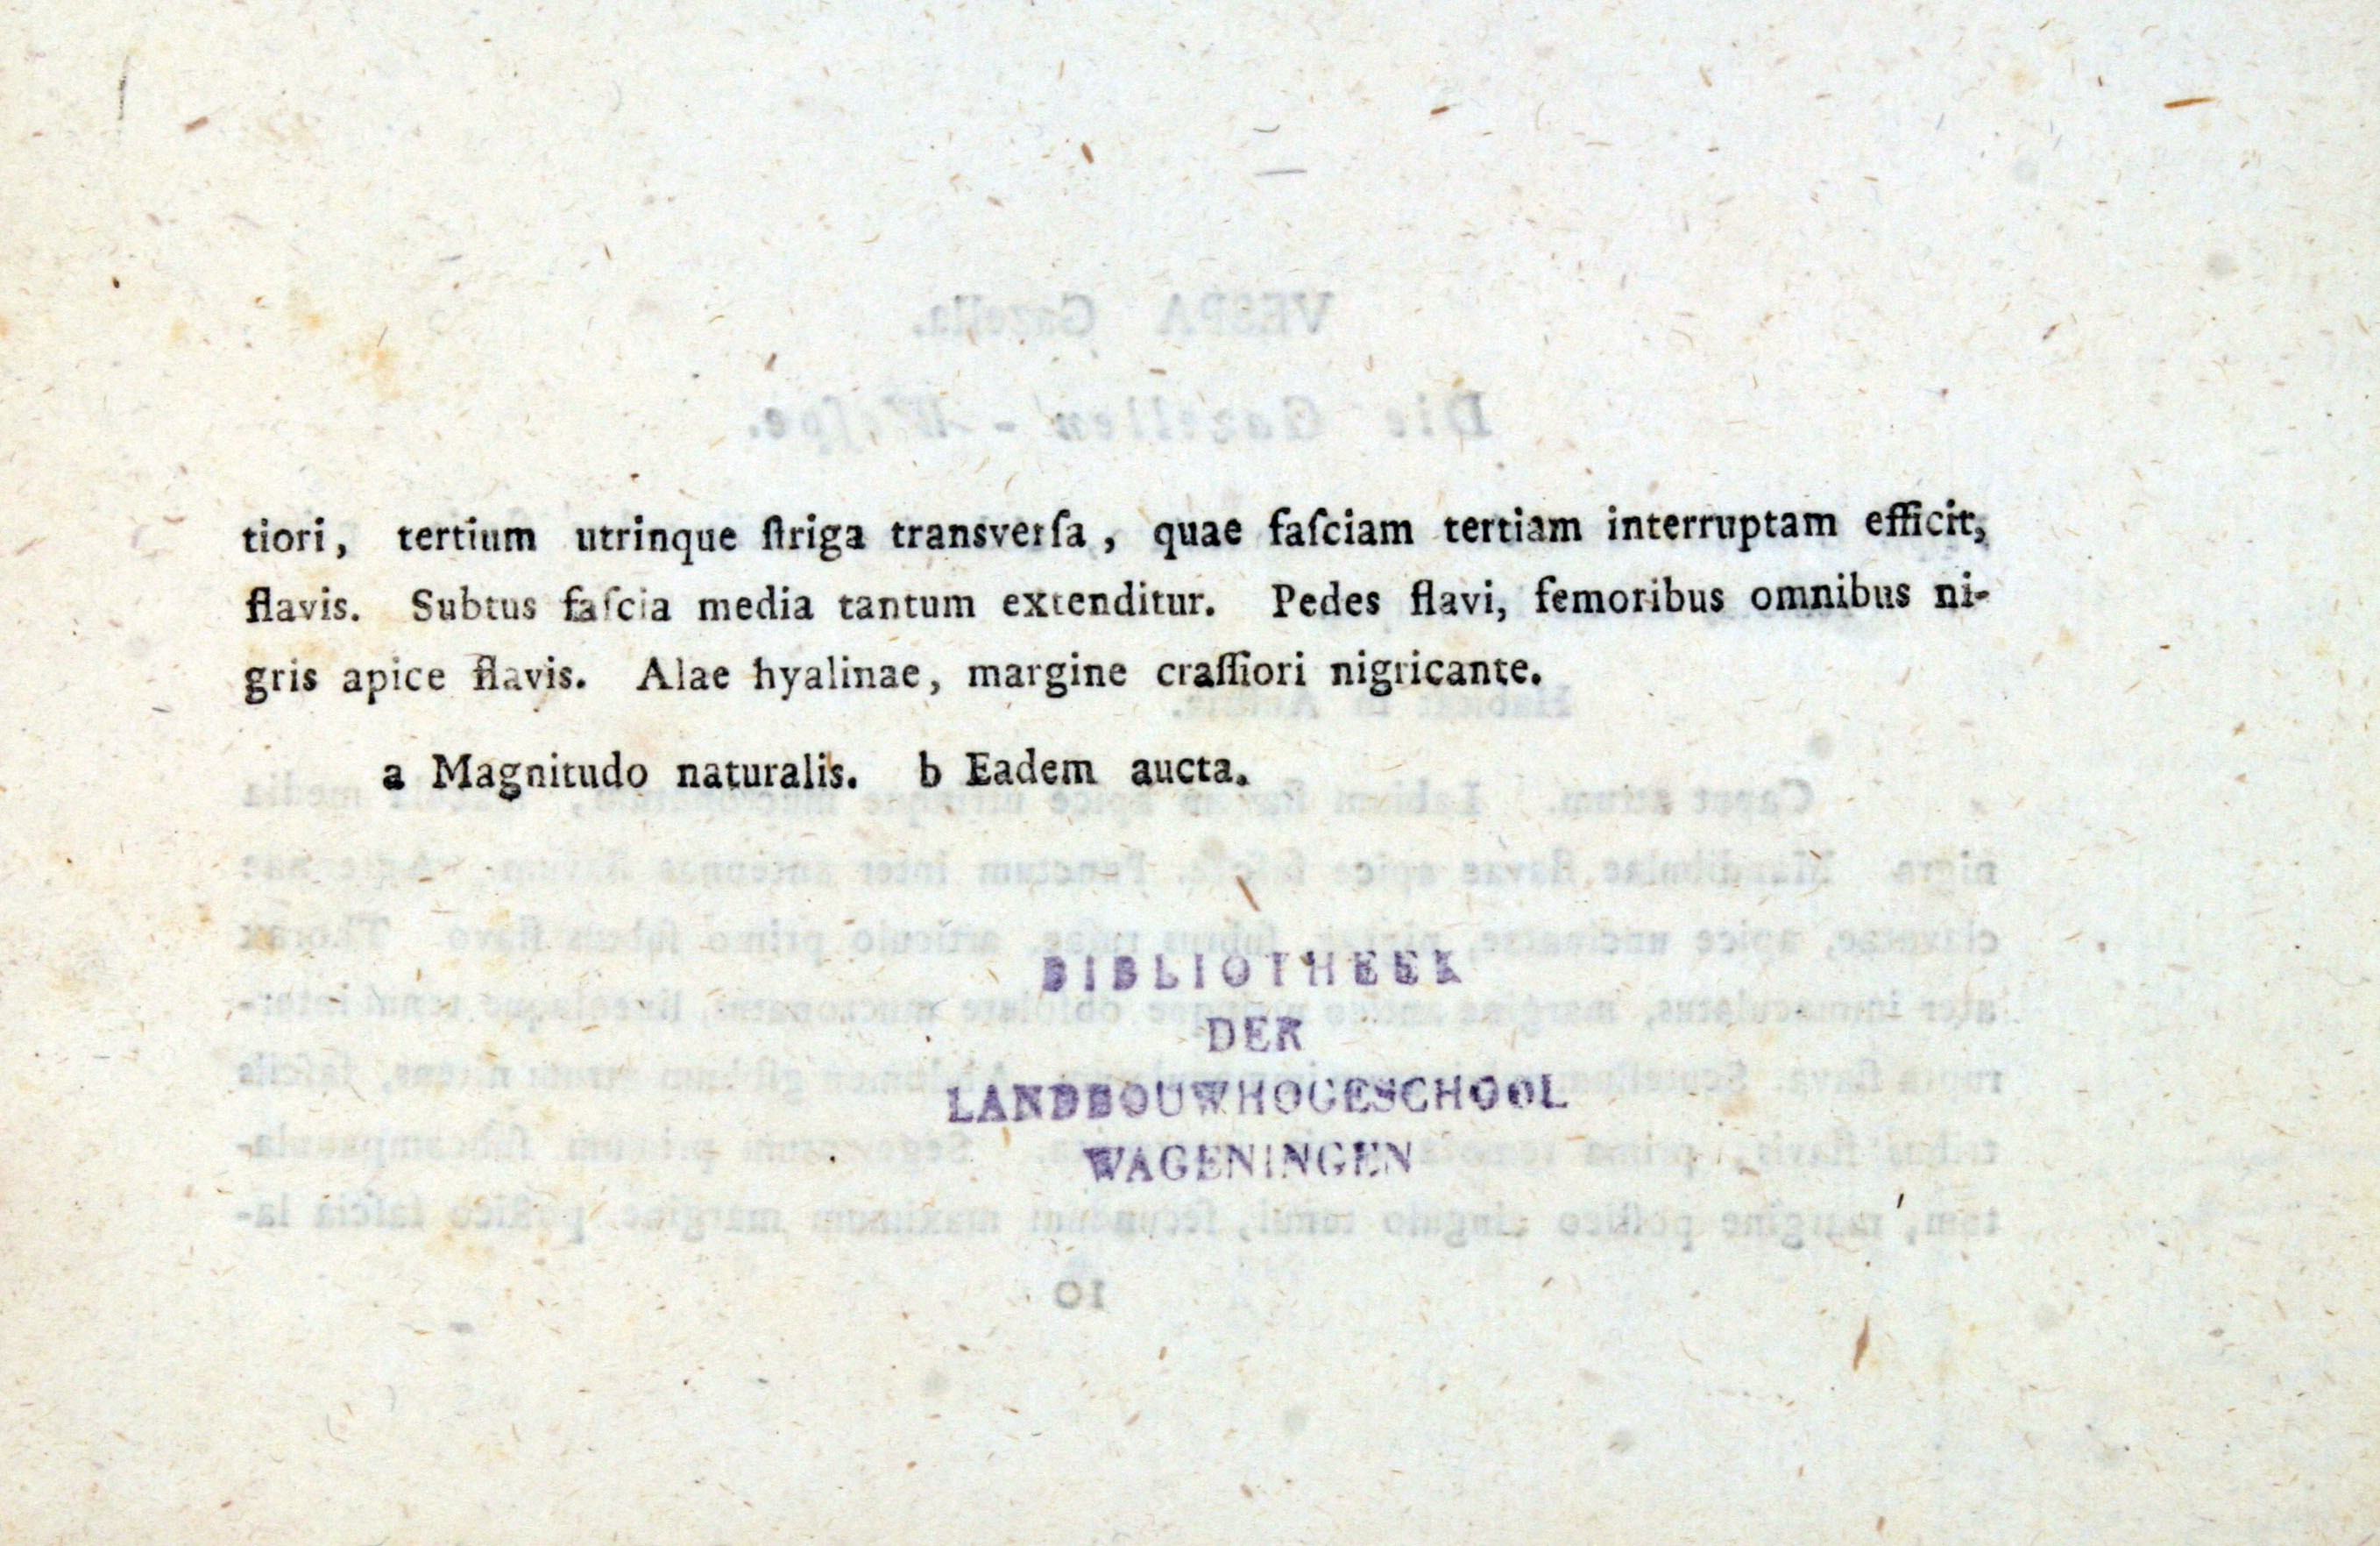 tiori, tertium utrinque ſtriga transverſa, quae faſciam tertiam interruptam efficit,
flavis. Subtus faſcia media tantum extenditur. Pedes flavi, femoribus omnibus ni-
gris apice flavis. Alae hyalinae, margine craſſiori nigricante.
a Magnitudo naturalis. b Eadem aucta.
BIBLIOTHEEK
DER
LANDBOUWHOGESCHOOL
WAGENINGEN